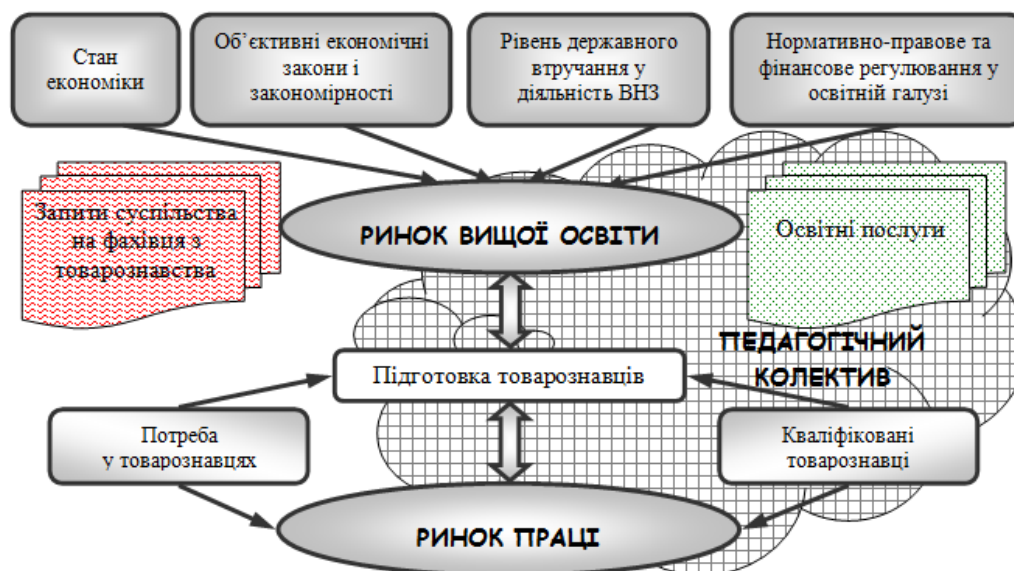 Стан
економіки
Об’єктивні економічні
закони і
закономірності
Рівень державного
втручання у
діяльність ВНЗ
Нормативно-правове та
фінансове регулювання у
освітній галузі
Запити суспільства
на фахівця з
товарознавства
РИНОК ВИЩОЇ ОСВІТИ
Освітні послуги
ПЕДАГОГІЧНИЙ
КОЛЕКТИВ
Підготовка товарознавців
Потреба
у товарознавцях
Кваліфіковані
товарознавці
РИНОК ПРАЦІ